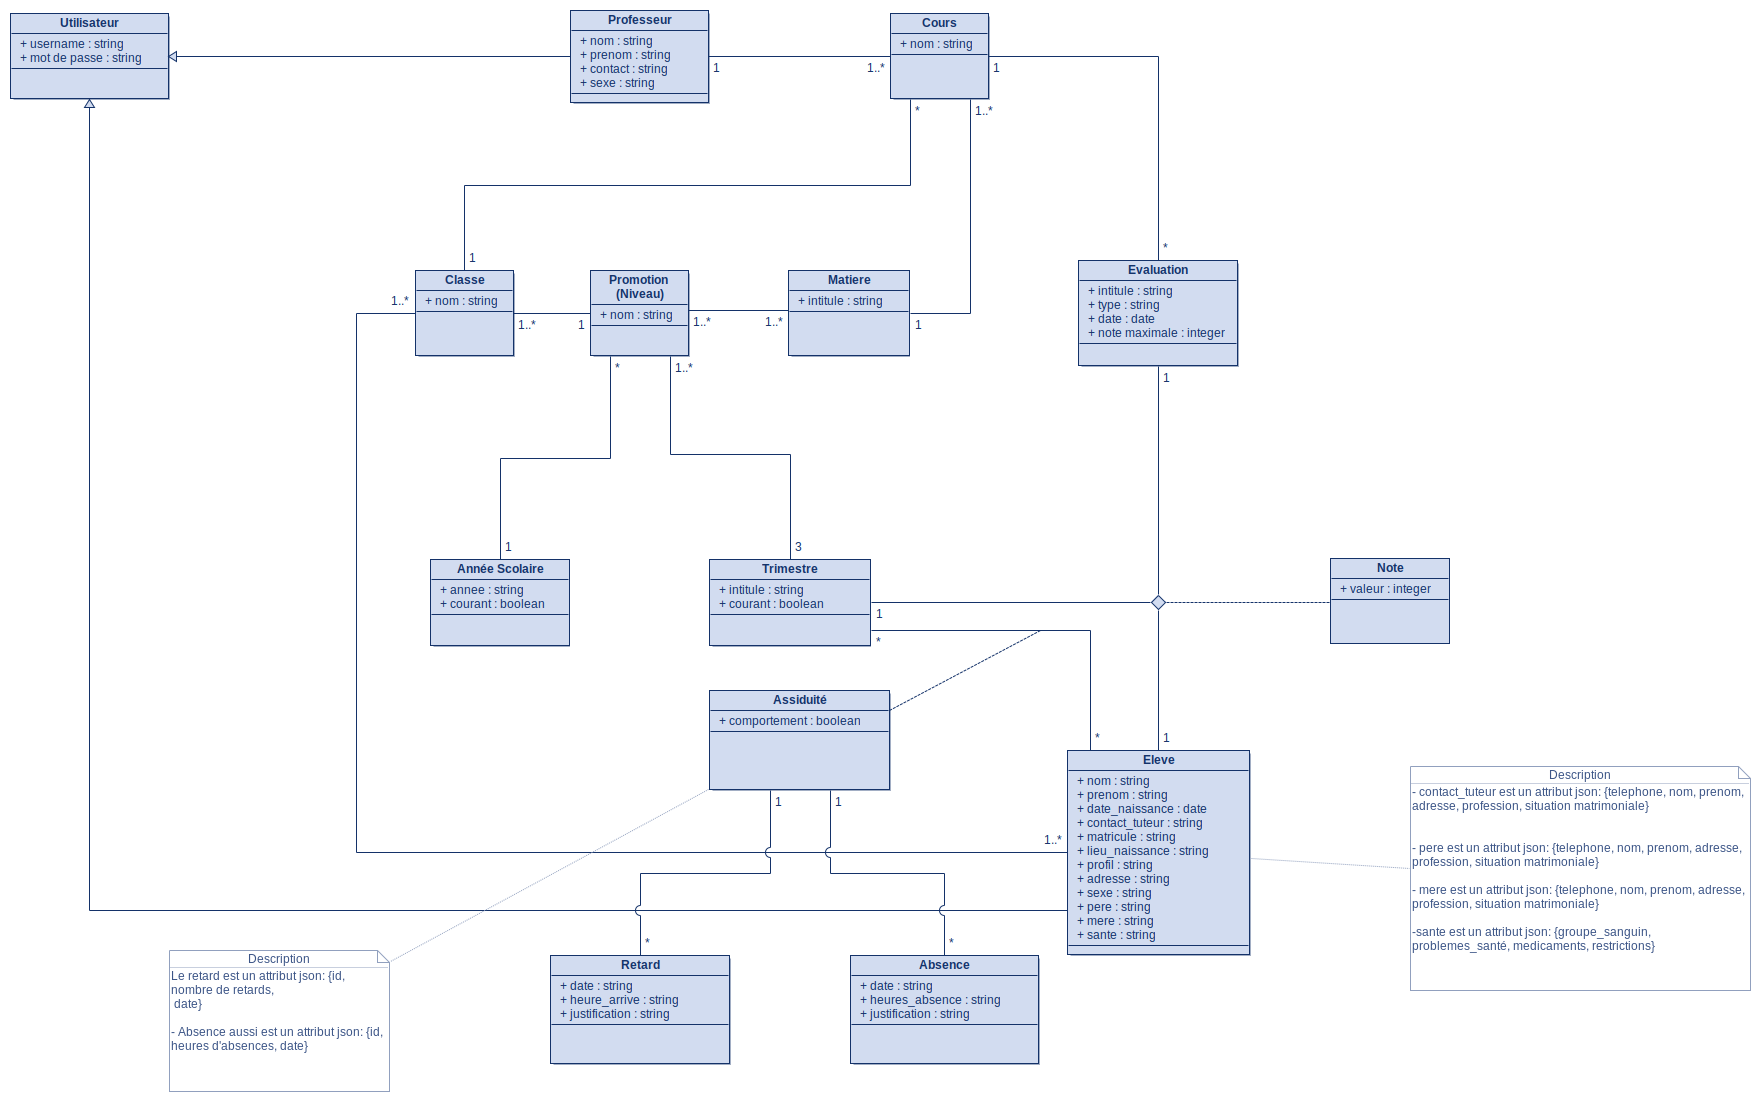 Utilisateur
+ username : string
+ mot de passe : string
Professeur
+ nom : string
+ prenom : string
+ contact : string
+ sexe : string
1
1..*
Cours
+ nom : string
1
*
1..*
*
1
Classe
+ nom : string
1..*
1..*
1
Promotion
(Niveau)
+ nom : string
1..*
1..*
*
1..*
Matiere
+ intitule : string
1
Evaluation
+ intitule : string
+ type : string
+ date : date
+ note maximale : integer
1
1
3
Année Scolaire
+ annee : string
+ courant : boolean
Trimestre
+ intitule : string
+ courant : boolean
1
*
Note
+ valeur : integer
Assiduité
+ comportement : boolean
1
1
*
1
1..*
Eleve
+ nom : string
+ prenom : string
+ date_naissance : date
+ contact_tuteur : string
+ matricule : string
+ lieu_naissance : string
+ profil : string
+ adresse : string
+ sexe : string
+ pere : string
+ mere : string
+ sante : string
Description
- contact_tuteur est un attribut json: {telephone, nom, prenom,
adresse, profession, situation matrimoniale}
- pere est un attribut json: {telephone, nom, prenom, adresse,
profession, situation matrimoniale}
- mere est un attribut json: {telephone, nom, prenom, adresse,
profession, situation matrimoniale}
-sante est un attribut json: {groupe_sanguin,
problemes_santé, medicaments, restrictions}
Description
Le retard est un attribut json: {id,
nombre de retards,
date}
- Absence aussi est un attribut json: {id,
heures d'absences, date}
*
Retard
+ date : string
+ heure_arrive : string
+ justification : string
*
Absence
+ date : string
+ heures_absence : string
+ justification : string